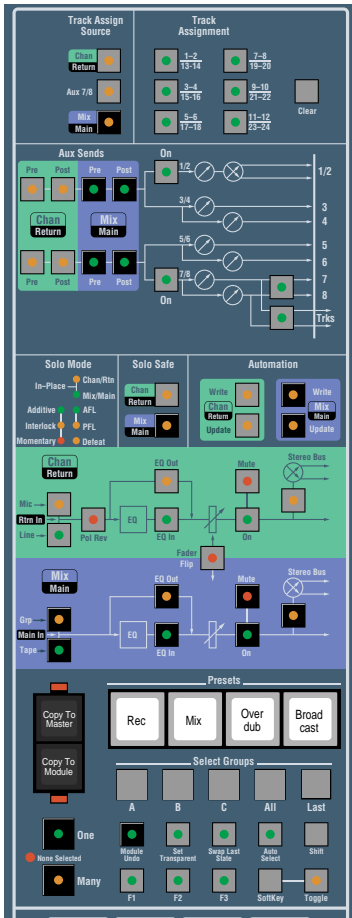 Track Assign
Source
Track
Assignment
Chan
Return
Aux 7/8
Mix
Main
1–2
13-14
7–8
19–20
3–4
15-16
9–10
21–22
5–6
17–18
11–12
23–24
Clear
Aux Sends
On
Pre Post Pre Post
1/2
1/2
3/4
3
4
Chan
Return
Mix
Main
5/6
5
6
7/8
7
8
Pre Post Pre Post
On
Trks
Solo Mode
Solo Safe
Automation
In-Place
Chan/Rtn
Mix/Main
Additive
AFL
Interlock
PFL
Momentary
Defeat
Chan
Return
Mix
Main
Write
Chan
Return
Update
Write
Mix
Main
Update
Chan
Return
Stereo Bus
EQ Out
Mute
Mic
Rtrn In
Line
Pol Rev
EQ
EQ In
On
Fader
Flip
Mix
Main
Stereo Bus
EQ Out
Mute
Grp
Main In
Tape
EQ
EQ In
On
Presets
Copy To
Master
Copy To
Module
Rec
Mix
Over
dub
Broad
cast
Select Groups
A B C All Last
One
None Selected
Many
Module
Undo
Set
Transparent
Swap Last
State
Auto
Select
Shift
F1 F2 F3 SoftKey Toggle